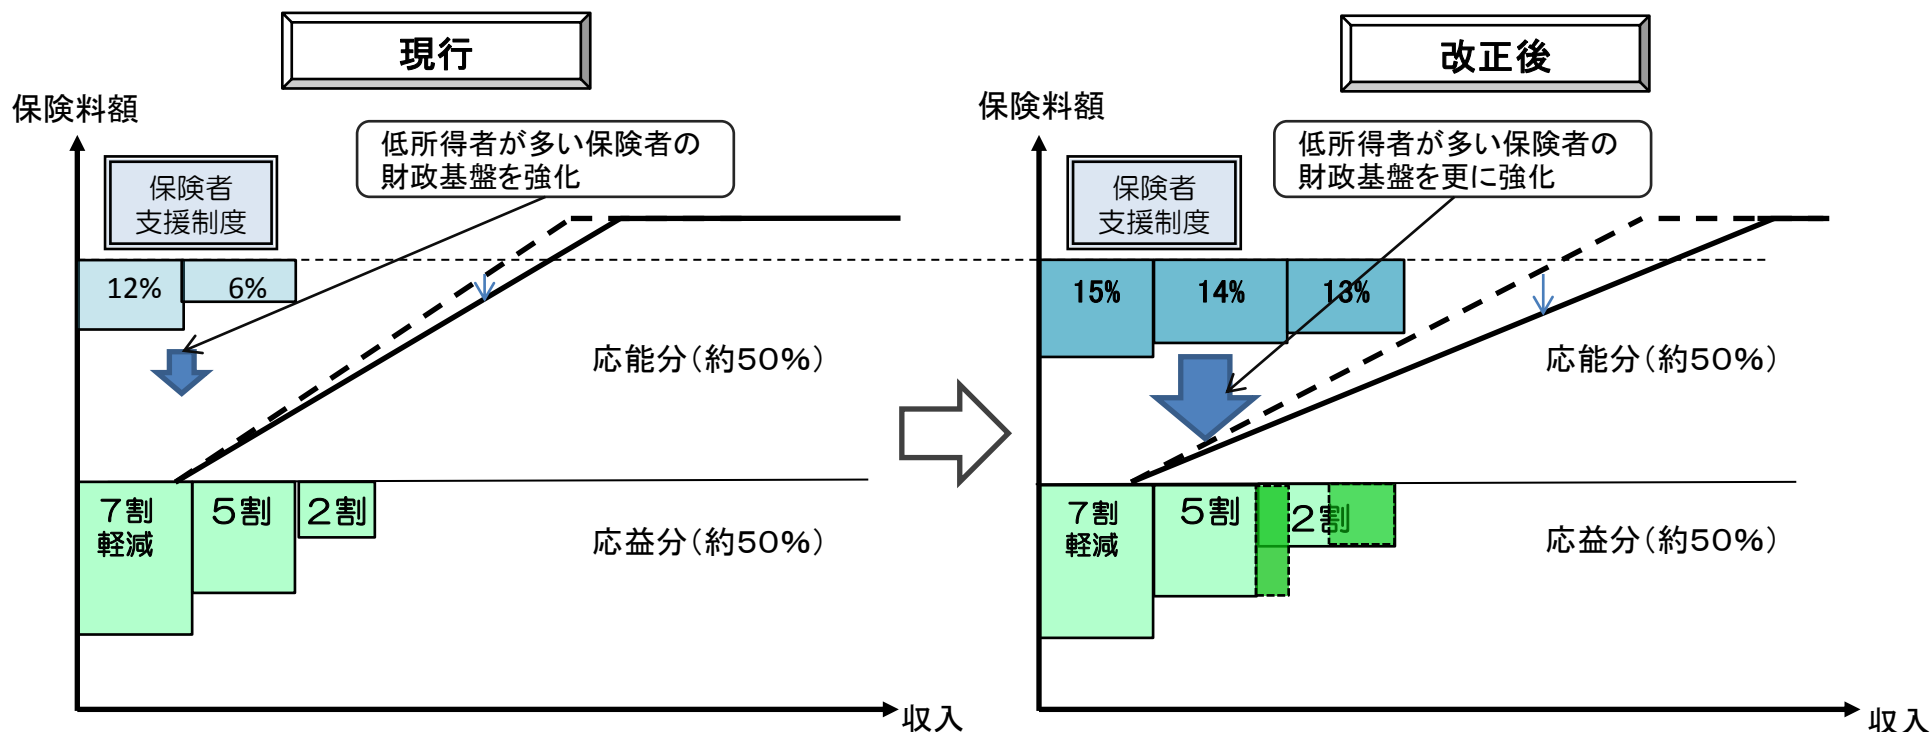 現行
保険料額
低所得者が多い保険者の
財政基盤を強化
保険者
支援制度
12%
6%
応能分(約50%)
7割
軽減
5割
2割
応益分(約50%)
収入
改正後
保険料額
低所得者が多い保険者の
財政基盤を更に強化
保険者
支援制度
15%
14%
13%
応能分(約50%)
7割
軽減
5割
2割
応益分(約50%)
収入